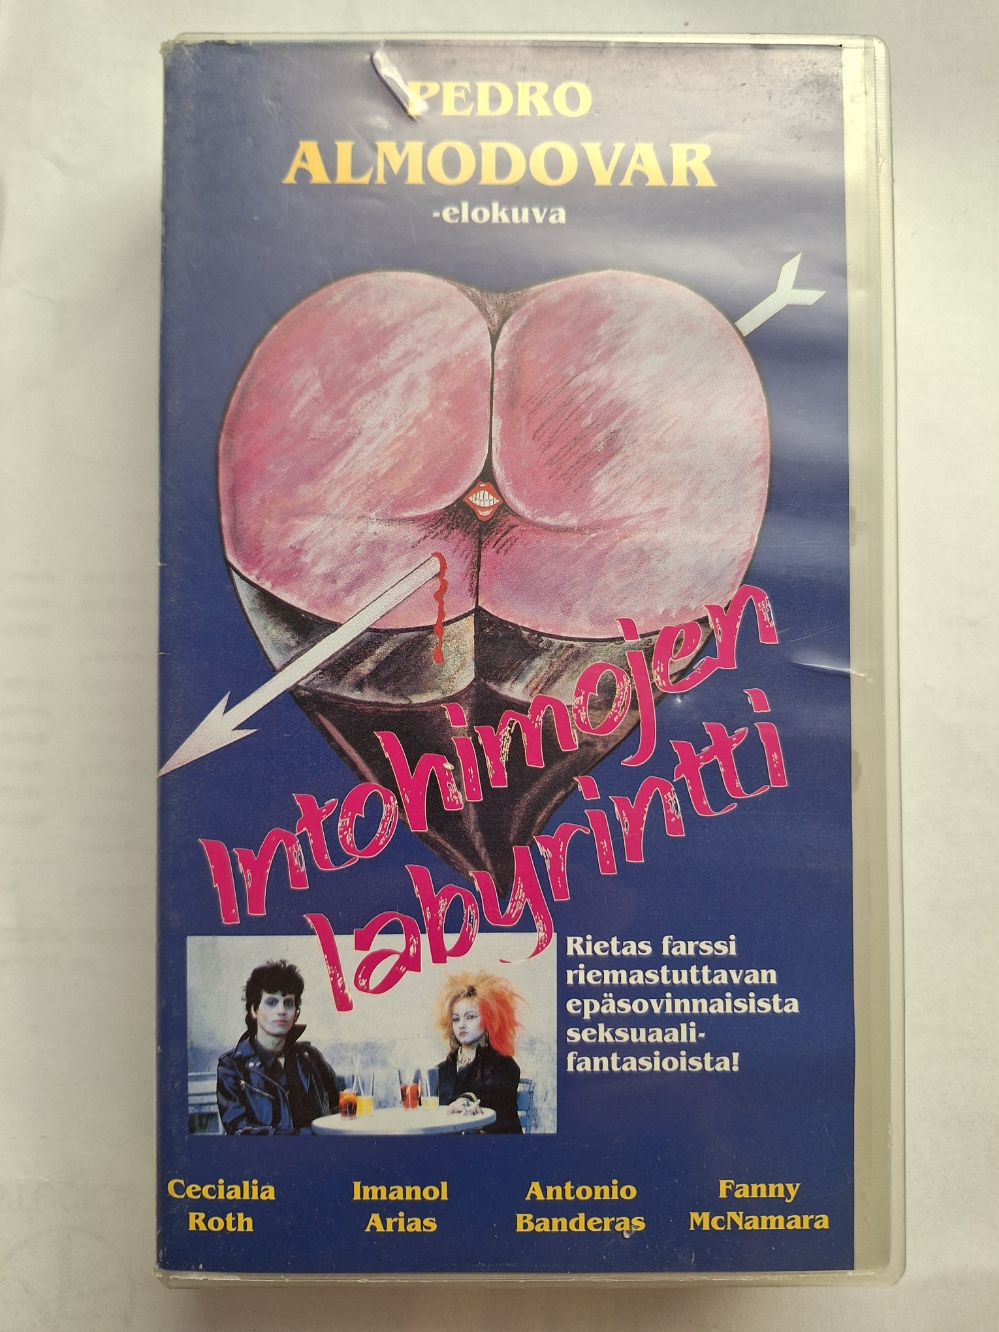 PEDRO
ALMODOVAR
-elokuva
Intohimojen
labyrintti
Rietas farssi
riemastuttavan
epäsovinnaisista
seksuaali-
fantasioista!
Cecialia
Roth
Imanol
Arias
Antonio
Banderas
Fanny
McNamara